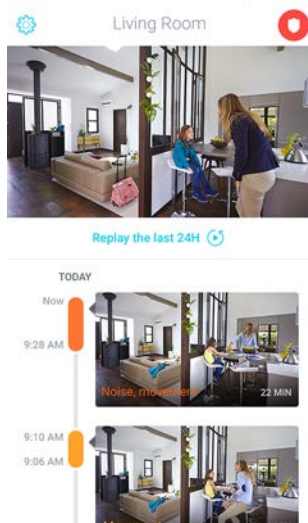 Living Room
Replay the last 24H
TODAY
Now
9:28 AM
Noise, movement
22 MIN
9:10 AM
9:06 AM